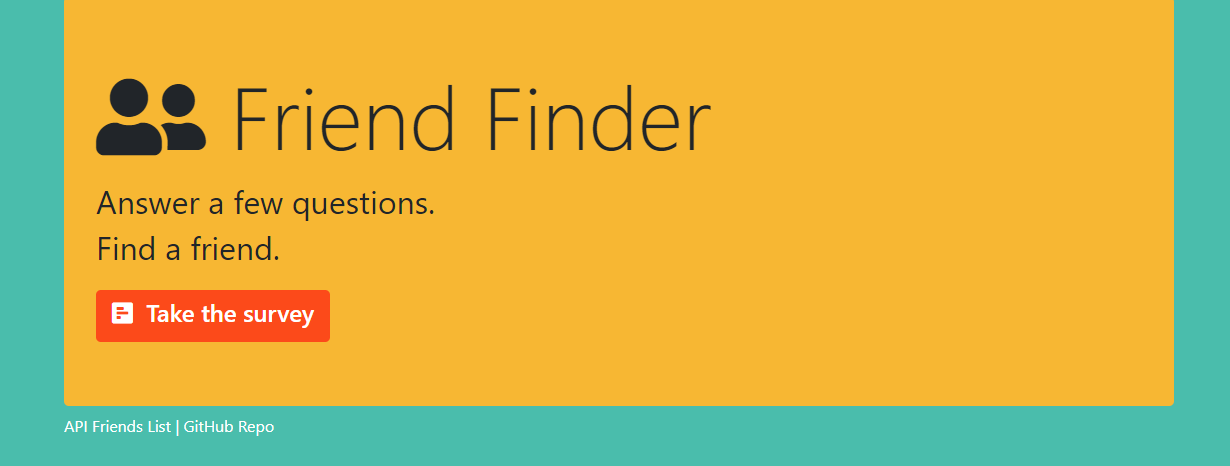 Friend Finder
Answer a few questions.
Find a friend.
Take the survey
API Friends List | GitHub Repo